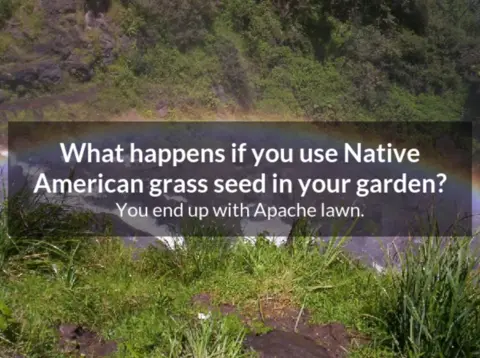 What happens if you use Native
American grass seed in your garden?
You end up with Apache lawn.